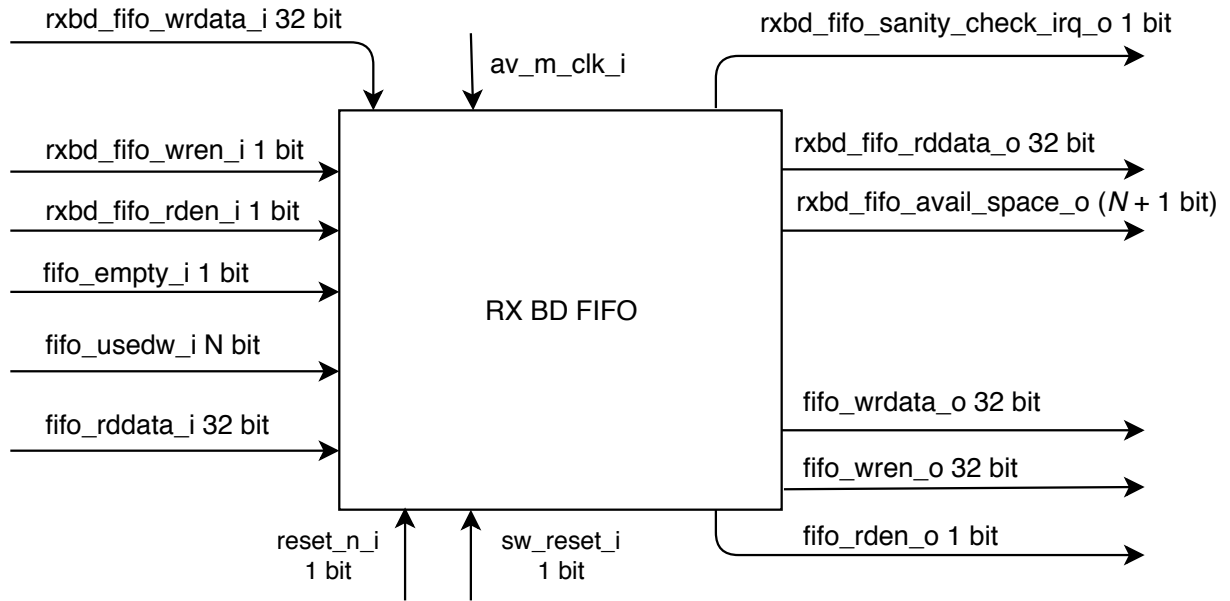 rxbd_fifo_wrdata_i 32 bit
rxbd_fifo_sanity_check_irq_o 1 bit
av_m_clk_i
rxbd_fifo_wren_i 1 bit
rxbd_fifo_rddata_o 32 bit
rxbd_fifo_rden_i 1 bit
rxbd_fifo_avail_space_o (N + 1 bit)
fifo_empty_i 1 bit
RX BD FIFO
fifo_usedw_i N bit
fifo_rddata_i 32 bit
fifo_wrdata_o 32 bit
fifo_wren_o 32 bit
fifo_rden_o 1 bit
reset_n_i
1 bit
sw_reset_i
1 bit